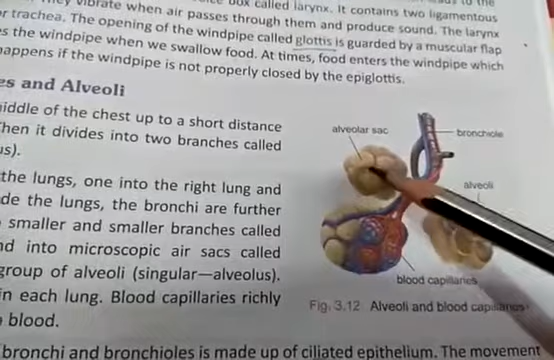 They vibrate when air passes through them and produce sound. The larynx
or trachea. The opening of the windpipe called glottis is guarded by a muscular flap
the windpipe when we swallow food. At times, food enters the windpipe which
happens if the windpipe is not properly closed by the epiglottis.
and Alveoli
middle of the chest up to a short distance
then it divides into two branches called
the lungs, one into the right lung and
the lungs, the bronchi are further
smaller and smaller branches called
into microscopic air sacs called
group of alveoli (singular—alveolus).
in each lung. Blood capillaries richly
blood.
alveolar sac
bronchiole
alveoli
blood capillaries
Fig. 3.12 Alveoli and blood capillaries
bronchi and bronchioles is made up of ciliated epithelium. The movement